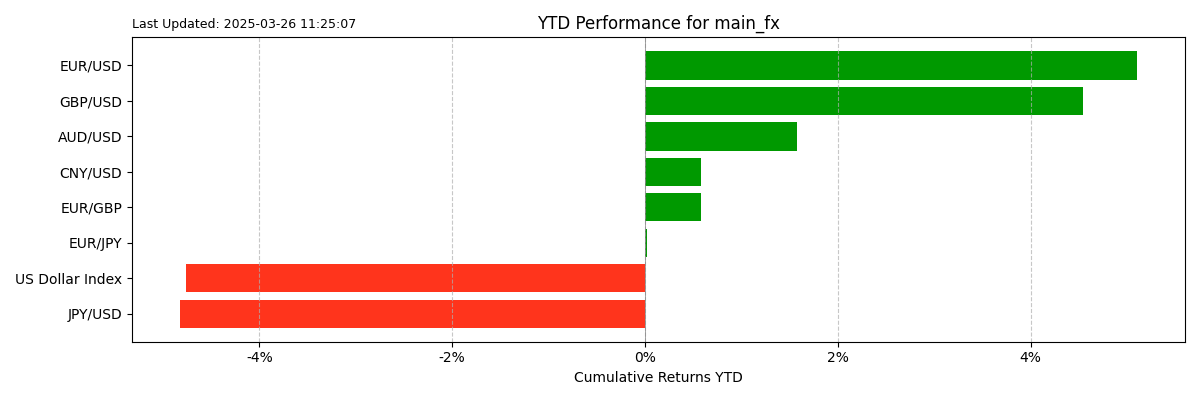 Last Updated: 2025-03-26 11:25:07
YTD Performance for main_fx
EUR/USD
GBP/USD
AUD/USD
CNY/USD
EUR/GBP
EUR/JPY
US Dollar Index
JPY/USD
-4% -2% 0% 2% 4%
Cumulative Returns YTD